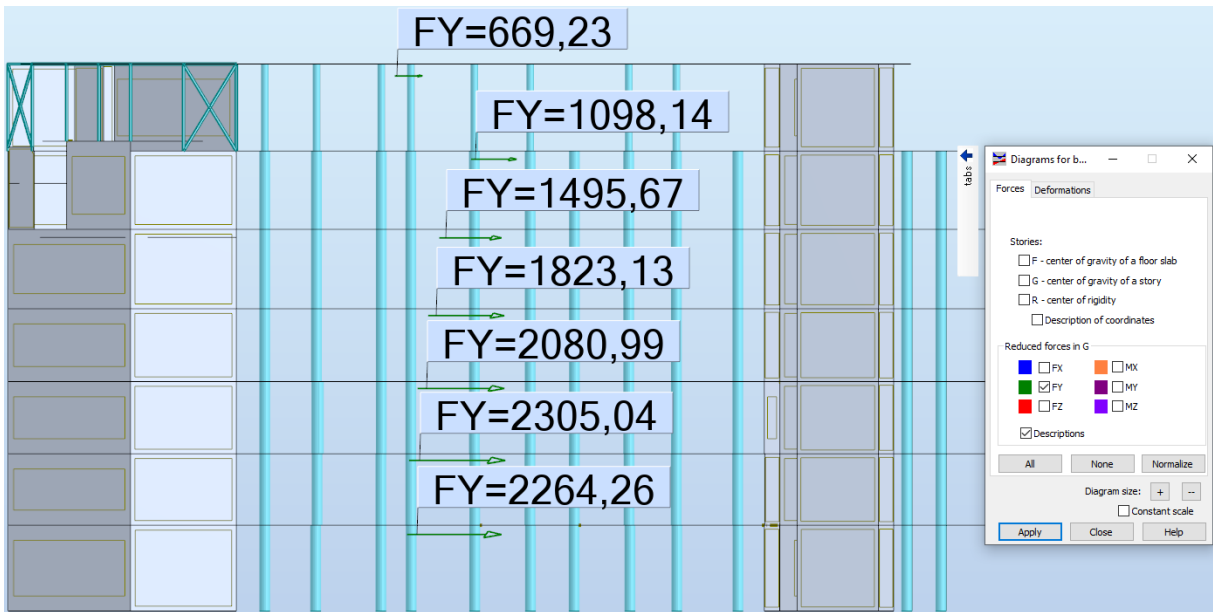 FY=669,23
FY=1098,14
FY=1495,67
FY=1823,13
FY=2080,99
FY=2305,04
FY=2264,26
tabs
Diagrams for b...
Forces Deformations
Stories:
F - center of gravity of a floor slab
G - center of gravity of a story
R - center of rigidity
Description of coordinates
Reduced forces in G
FX MX
FY MY
FZ MZ
Descriptions
All None Normalize
Diagram size: + --
Constant scale
Apply Close Help